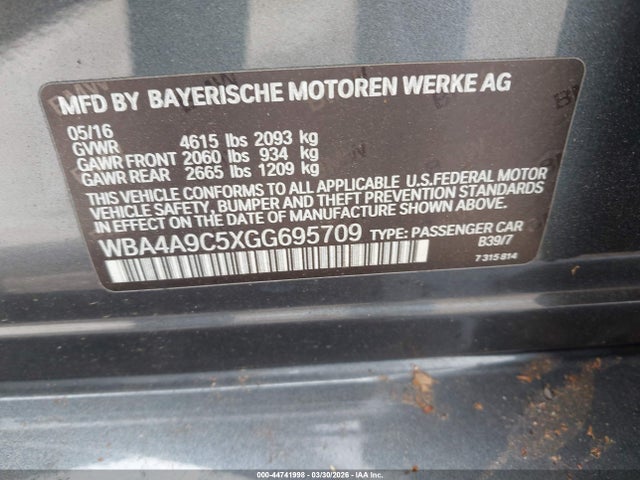 MFD BY BAYERISCHE MOTOREN WERKE AG
05/16
GVWR 4615 lbs 2093 kg
GAWR FRONT 2060 lbs 934 kg
GAWR REAR 2665 lbs 1209 kg
THIS VEHICLE CONFORMS TO ALL APPLICABLE U.S.FEDERAL MOTOR
VEHICLE SAFETY, BUMPER AND THEFT PREVENTION STANDARDS
IN EFFECT ON THE DATE OF MANUFACTURE SHOWN ABOVE.
WBA4A9C5XGG695709 TYPE: PASSENGER CAR
B39/7
7 315 814
000-44741998 | 03/30/2026 | IAA Inc.